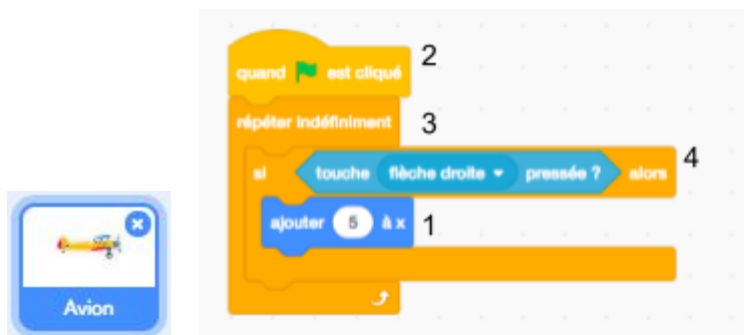 quand est cliqué 2
répéter indéfiniment 3
si touche flèche droite pressée ? alors 4
ajouter 5 à x 1
Avion